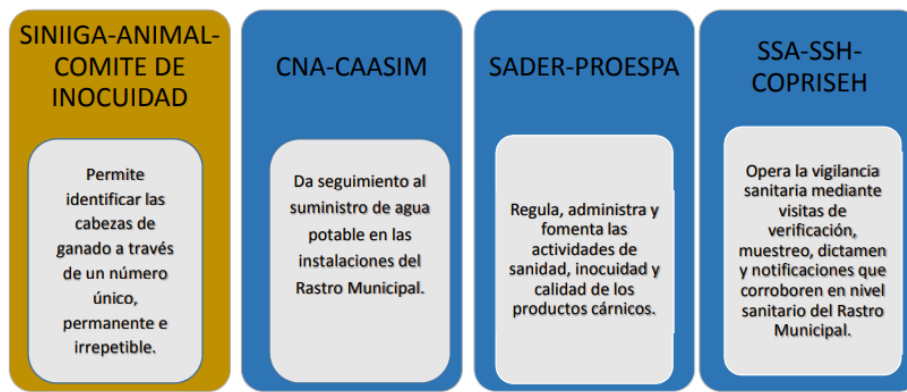 SINIIGA-ANIMAL-
COMITE DE
INOCUIDAD
Permite
identificar las
cabezas de
ganado a través
de un número
único,
permanente e
irrepetible.
CNA-CAASIM
Da seguimiento al
suministro de agua
potable en las
instalaciones del
Rastro Municipal.
SADER-PROESPA
Regula, administra y
fomenta las
actividades de
sanidad, inocuidad y
calidad de los
productos cárnicos.
SSA-SSH-
COPRISEH
Opera la vigilancia
sanitaria mediante
visitas de
verificación,
muestreo, dictamen
y notificaciones que
corroboren en nivel
sanitario del Rastro
Municipal.